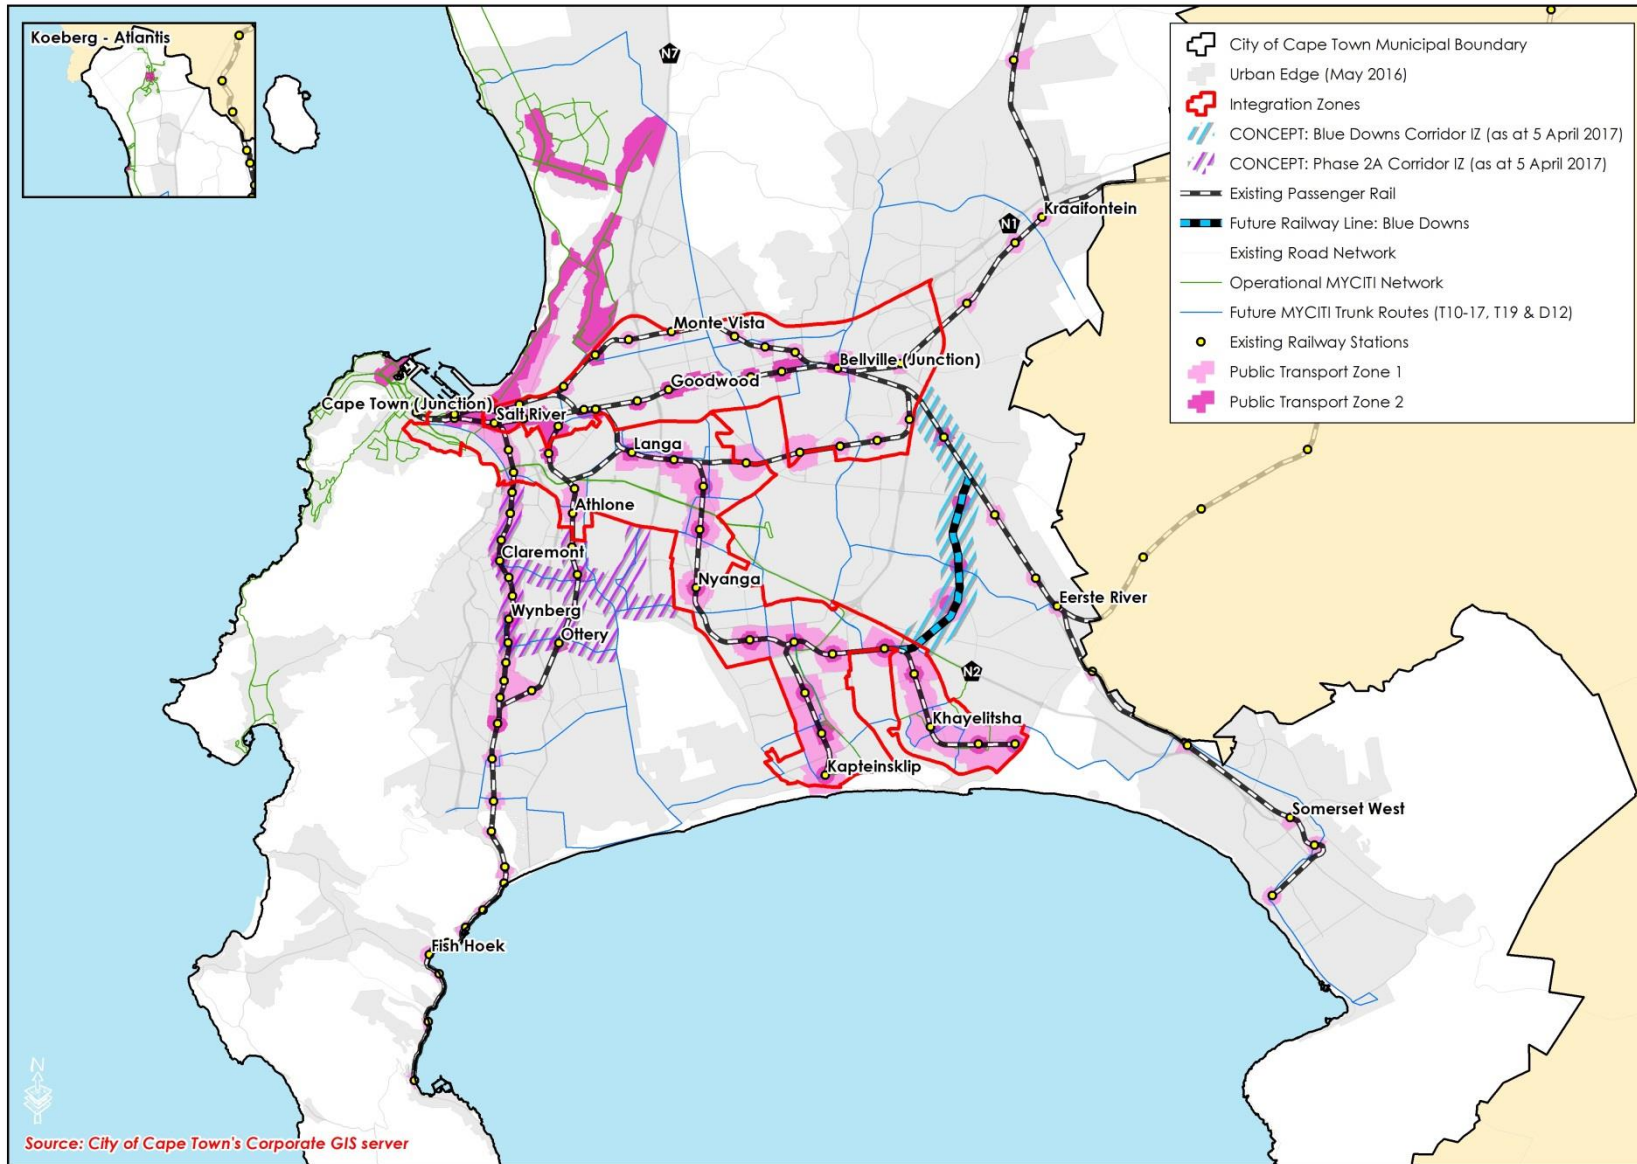 Koeberg - Atlantis
N7
City of Cape Town Municipal Boundary
Urban Edge (May 2016)
Integration Zones
CONCEPT: Blue Downs Corridor IZ (as at 5 April 2017)
CONCEPT: Phase 2A Corridor IZ (as at 5 April 2017)
Existing Passenger Rail
Future Railway Line: Blue Downs
Existing Road Network
Operational MYCITI Network
Future MYCITI Trunk Routes (T10-17, T19 & D12)
Existing Railway Stations
Public Transport Zone 1
Public Transport Zone 2
Kraaifontein
N1
Monte Vista
Bellville (Junction)
Goodwood
Cape Town (Junction)
Salt River
Langa
Athlone
Claremont
Nyanga
Wynberg
Eerste River
Ottery
N2
Khayelitsha
Kapteinsklip
Somerset West
Fish Hoek
N
Source: City of Cape Town's Corporate GIS server